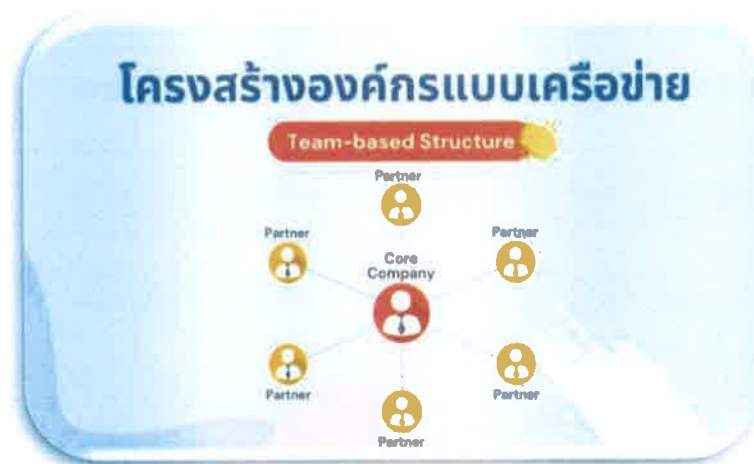 โครงสร้างองค์กรแบบเครือข่าย
Team-based Structure
Partner
Partner
Partner
Core
Company
Partner
Partner
Partner